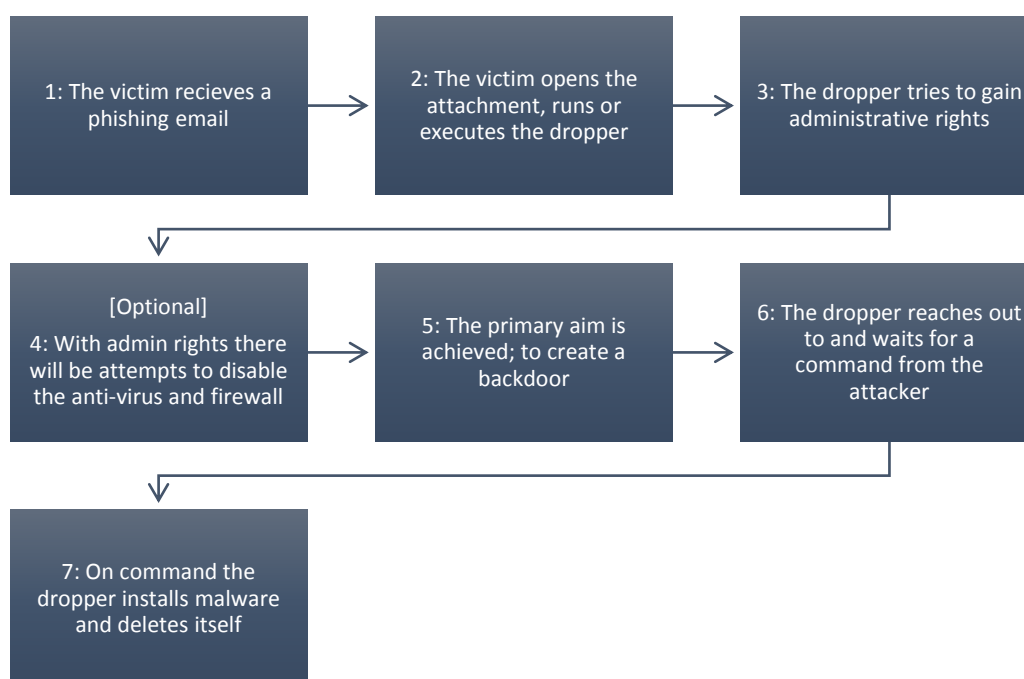 1: The victim recieves a
phishing email
2: The victim opens the
attachment, runs or
executes the dropper
3: The dropper tries to gain
administrative rights
[Optional]
4: With admin rights there
will be attempts to disable
the anti-virus and firewall
5: The primary aim is
achieved; to create a
backdoor
6: The dropper reaches out
to and waits for a
command from the
attacker
7: On command the
dropper installs malware
and deletes itself